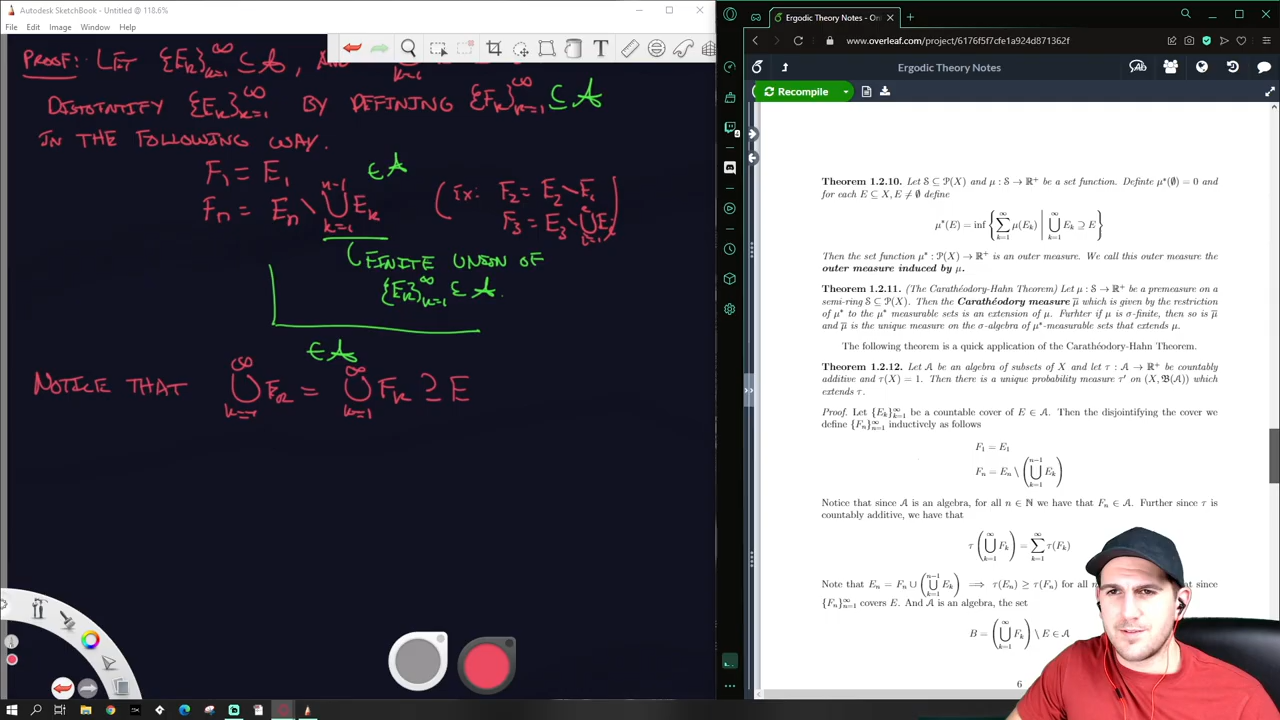 Autodesk SketchBook - Untitled @ 118.6%
File Edit Image Window Help
PROOF: LET {E_k}_{k=1}^∞ ⊆ A,
DISJOINTIFY {E_k}_{k=1}^∞ BY DEFINING {F_k}_{k=1}^∞ ⊆ A
IN THE FOLLOWING WAY.
F_1 = E_1 ∈ A
F_n = E_n \ ⋃_{k=1}^{n-1} E_k
(Ex: F_2 = E_2 \ E_1
F_3 = E_3 \ ⋃ E_i)
FINITE UNION OF
{E_k}_{k=1}^∞ ⊆ A.
∈ A
NOTICE THAT ⋃_{k=1}^∞ F_k = ⋃_{k=1}^∞ F_k ⊇ E
Ergodic Theory Notes - On
www.overleaf.com/project/6176f5f7cfe1a924d871362f
Ergodic Theory Notes
Recompile
Theorem 1.2.10. Let S ⊆ P(X) and μ : S → ℝ⁺ be a set function. Definte μ*(∅) = 0 and
for each E ⊆ X, E ≠ ∅ define
μ*(E) = inf { ∑_{k=1}^∞ μ(E_k) | ⋃_{k=1}^∞ E_k ⊇ E }
Then the set function μ* : P(X) → ℝ⁺ is an outer measure. We call this outer measure the
outer measure induced by μ.
Theorem 1.2.11. (The Carathéodory-Hahn Theorem) Let μ : S → ℝ⁺ be a premeasure on a
semi-ring S ⊆ P(X). Then the Carathéodory measure μ̄ which is given by the restriction
of μ* to the μ* measurable sets is an extension of μ. Furhter if μ is σ-finite, then so is μ̄
and μ̄ is the unique measure on the σ-algebra of μ*-measurable sets that extends μ.
The following theorem is a quick application of the Carathéodory-Hahn Theorem.
Theorem 1.2.12. Let A be an algebra of subsets of X and let τ : A → ℝ⁺ be countably
additive and τ(X) = 1. Then there is a unique probability measure τ′ on (X, 𝔅(A)) which
extends τ.
Proof. Let {E_k}_{k=1}^∞ be a countable cover of E ∈ A. Then the disjointifying the cover we
define {F_n}_{n=1}^∞ inductively as follows
F_1 = E_1
F_n = E_n \ (⋃_{k=1}^{n-1} E_k)
Notice that since A is an algebra, for all n ∈ ℕ we have that F_n ∈ A. Further since τ is
countably additive, we have that
τ (⋃_{k=1}^∞ F_k) = ∑_{k=1}^∞ τ(F_k)
Note that E_n = F_n ∪ (⋃_{k=1}^{n-1} E_k) ⟹ τ(E_n) ≥ τ(F_n) for all at since
{F_n}_{n=1}^∞ covers E. And A is an algebra, the set
B = (⋃_{k=1}^∞ F_k) \ E ∈ A
6